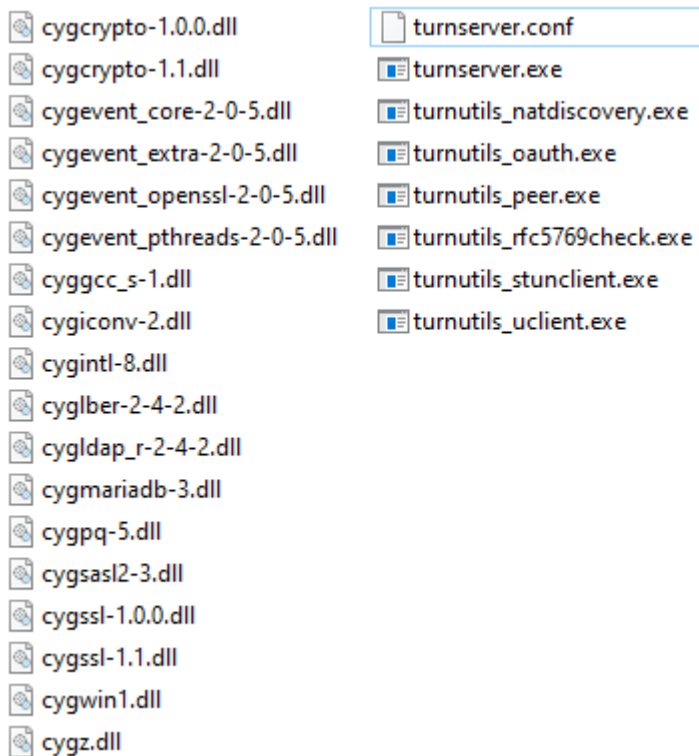 cygcrypto-1.0.0.dll
cygcrypto-1.1.dll
cygevent_core-2-0-5.dll
cygevent_extra-2-0-5.dll
cygevent_openssl-2-0-5.dll
cygevent_pthreads-2-0-5.dll
cyggcc_s-1.dll
cygiconv-2.dll
cygintl-8.dll
cyglber-2-4-2.dll
cygldap_r-2-4-2.dll
cygmariadb-3.dll
cygpq-5.dll
cygsasl2-3.dll
cygssl-1.0.0.dll
cygssl-1.1.dll
cygwin1.dll
cygz.dll
turnserver.conf
turnserver.exe
turnutils_natdiscovery.exe
turnutils_oauth.exe
turnutils_peer.exe
turnutils_rfc5769check.exe
turnutils_stunclient.exe
turnutils_uclient.exe